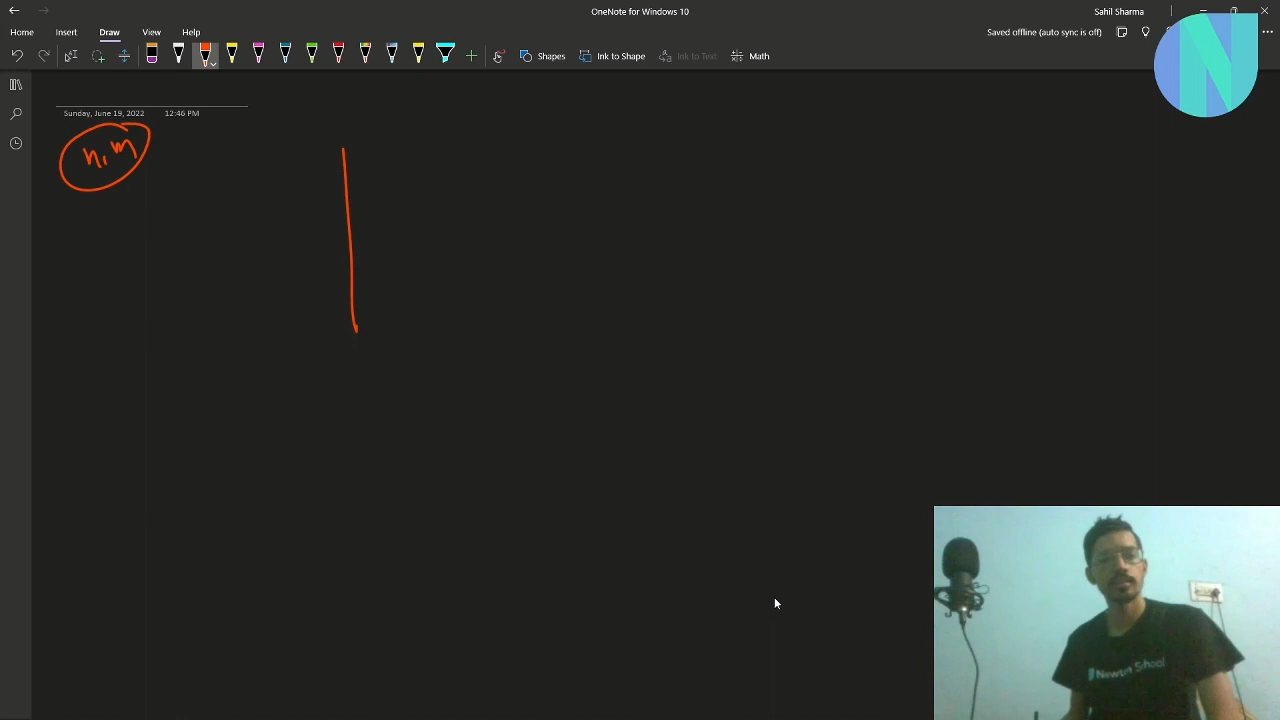 OneNote for Windows 10
Sahil Sharma
Home
Insert
Draw
View
Help
Saved offline (auto sync is off)
Shapes
Ink to Shape
Ink to Text
Math
Sunday, June 19, 2022
12:46 PM
n, m
Newton School